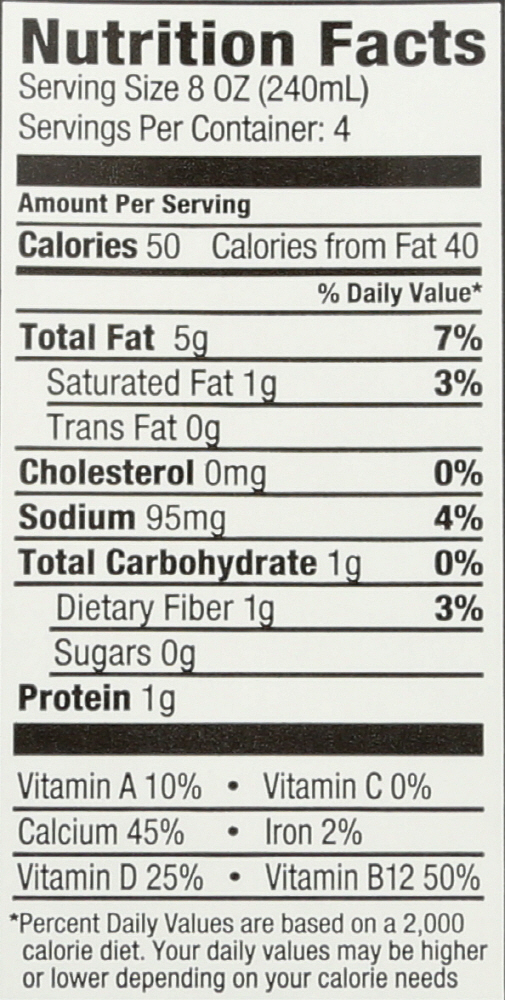 Nutrition Facts
Serving Size 8 OZ (240mL)
Servings Per Container: 4
Amount Per Serving
Calories 50 Calories from Fat 40
% Daily Value*
Total Fat 5g 7%
Saturated Fat 1g 3%
Trans Fat 0g
Cholesterol 0mg 0%
Sodium 95mg 4%
Total Carbohydrate 1g 0%
Dietary Fiber 1g 3%
Sugars 0g
Protein 1g
Vitamin A 10% • Vitamin C 0%
Calcium 45% • Iron 2%
Vitamin D 25% • Vitamin B12 50%
*Percent Daily Values are based on a 2,000
calorie diet. Your daily values may be higher
or lower depending on your calorie needs